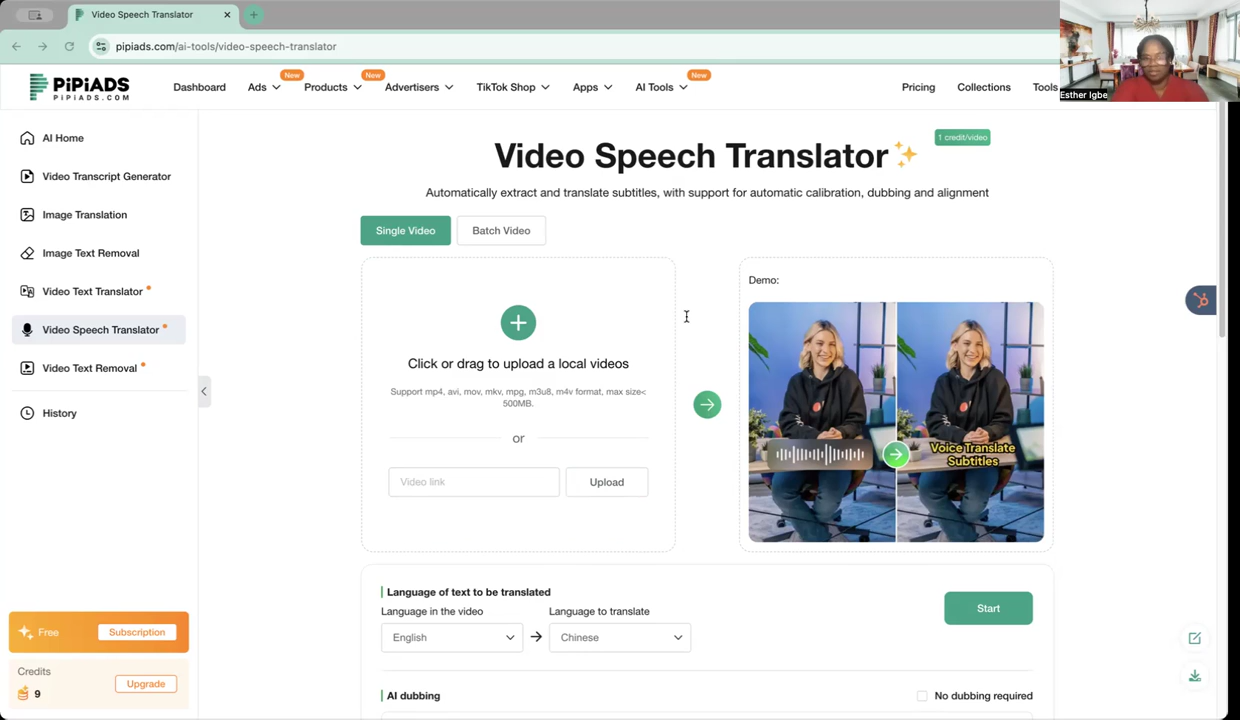 Video Speech Translator
pipiads.com/ai-tools/video-speech-translator
Esther Igbe
PiPiADS
PIPIADS.COM
Dashboard
Ads
New
Products
New
Advertisers
TikTok Shop
Apps
AI Tools
New
Pricing
Collections
Tools
AI Home
Video Transcript Generator
Image Translation
Image Text Removal
Video Text Translator
Video Speech Translator
Video Text Removal
History
Free
Subscription
Credits
9
Upgrade
Video Speech Translator
1 credit/video
Automatically extract and translate subtitles, with support for automatic calibration, dubbing and alignment
Single Video
Batch Video
Click or drag to upload a local videos
Support mp4, avi, mov, mkv, mpg, m3u8, m4v format, max size<
500MB.
or
Video link
Upload
Demo:
Voice Translate
Subtitles
Language of text to be translated
Language in the video
Language to translate
English
Chinese
Start
AI dubbing
No dubbing required